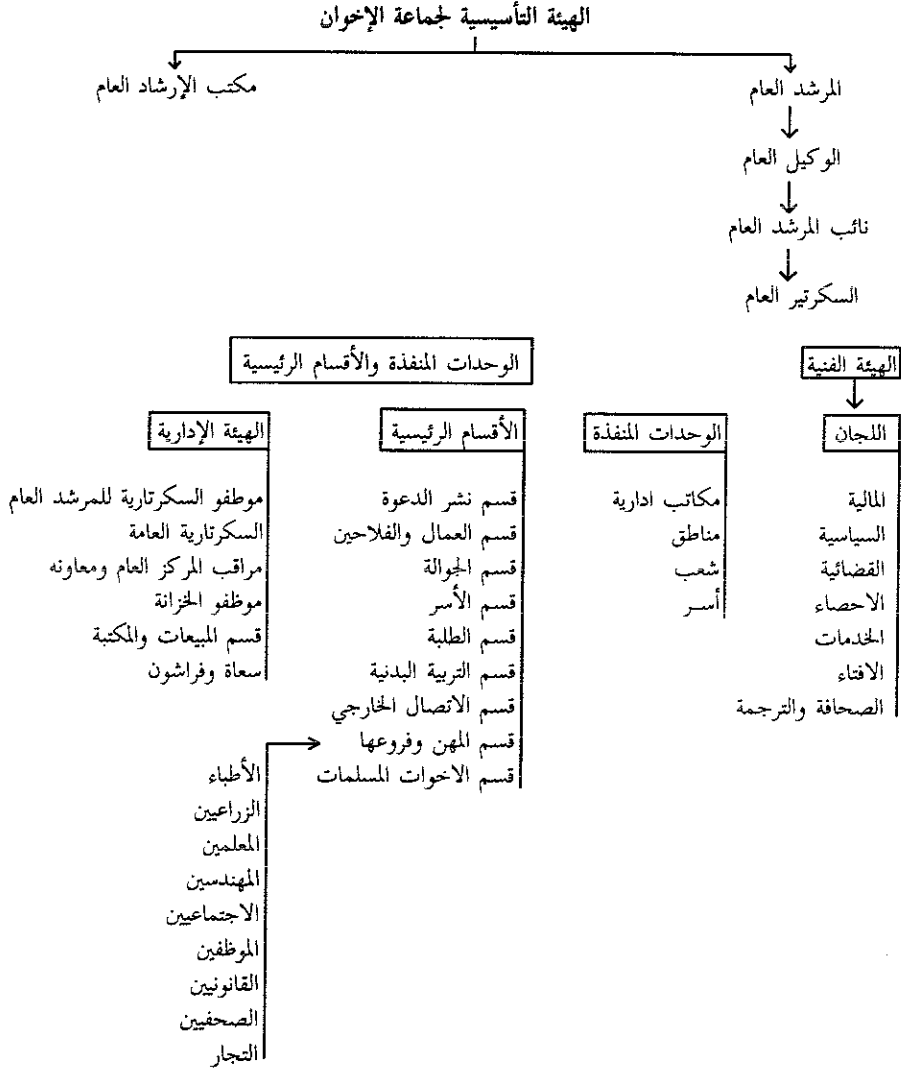 الهيئة التأسيسية لجماعة الإخوان
المرشد العام
مكتب الإرشاد العام
الوكيل العام
نائب المرشد العام
السكرتير العام
الهيئة الفنية
الوحدات المنفذة والأقسام الرئيسية
اللجان
المالية
السياسية
القضائية
الاحصاء
الخدمات
الافتاء
الصحافة والترجمة
الوحدات المنفذة
مكاتب ادارية
مناطق
شعب
أسر
الأقسام الرئيسية
قسم نشر الدعوة
قسم العمال والفلاحين
قسم الجوالة
قسم الأسر
قسم الطلبة
قسم التربية البدنية
قسم الاتصال الخارجي
قسم المهن وفروعها
قسم الاخوات المسلمات
الهيئة الإدارية
موظفو السكرتارية للمرشد العام
السكرتارية العامة
مراقب المركز العام ومعاونه
موظفو الخزانة
قسم المبيعات والمكتبة
سعاة وفراشون
الأطباء
الزراعيين
المعلمين
المهندسين
الاجتماعيين
الموظفين
القانونيين
الصحفيين
التجار